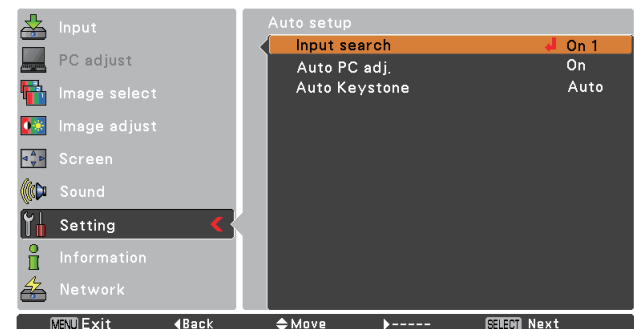 Input
PC adjust
Image select
Image adjust
Screen
Sound
Setting
Information
Network
Auto setup
Input search On 1
Auto PC adj. On
Auto Keystone Auto
MENU Exit Back Move ----- SELECT Next